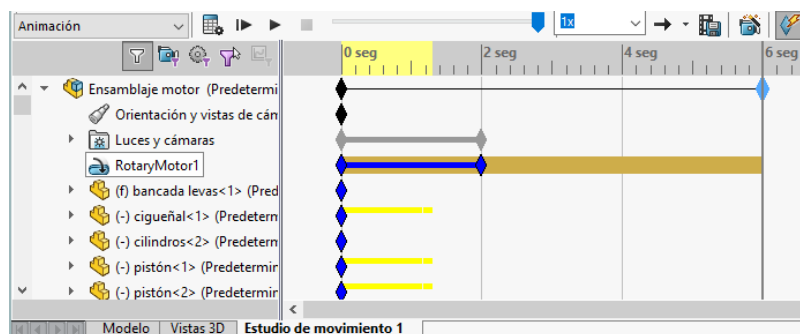 Animación
1x
0 seg 2 seg 4 seg 6 seg
Ensamblaje motor (Predetermi
Orientación y vistas de cám
Luces y cámaras
RotaryMotor1
(f) bancada levas<1> (Pred
(-) cigueñal<1> (Predetern
(-) cilindros<2> (Predetern
(-) pistón<1> (Predetermir
(-) pistón<2> (Predetermir
Modelo Vistas 3D Estudio de movimiento 1